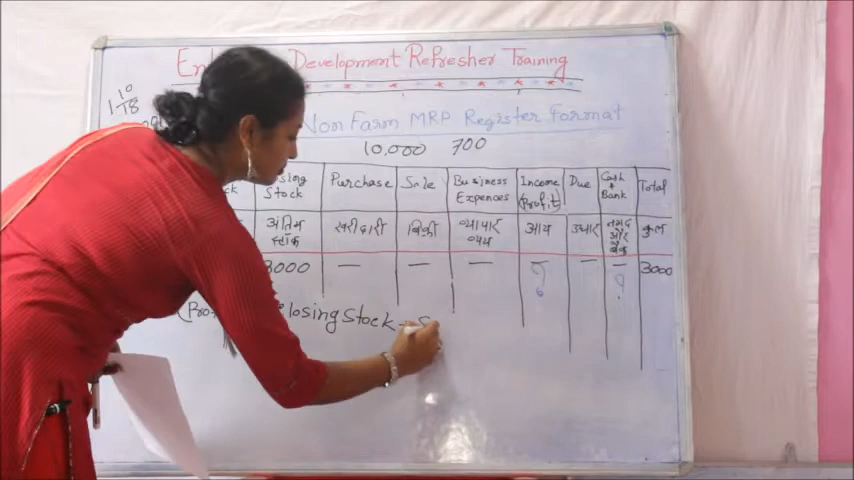 Development Refresher Training
10
1/18
Non Farm MRP Register Format
10,000 700
Stock Purchase Sale Business Expences Income (Profit) Due Cash + Bank Total
अंतिम स्टॉक खरीदारी बिक्री व्यापार व्यय आय उधार नगद और बैंक कुल
3000 — — — — — — 3000
? ?
losing Stock - S